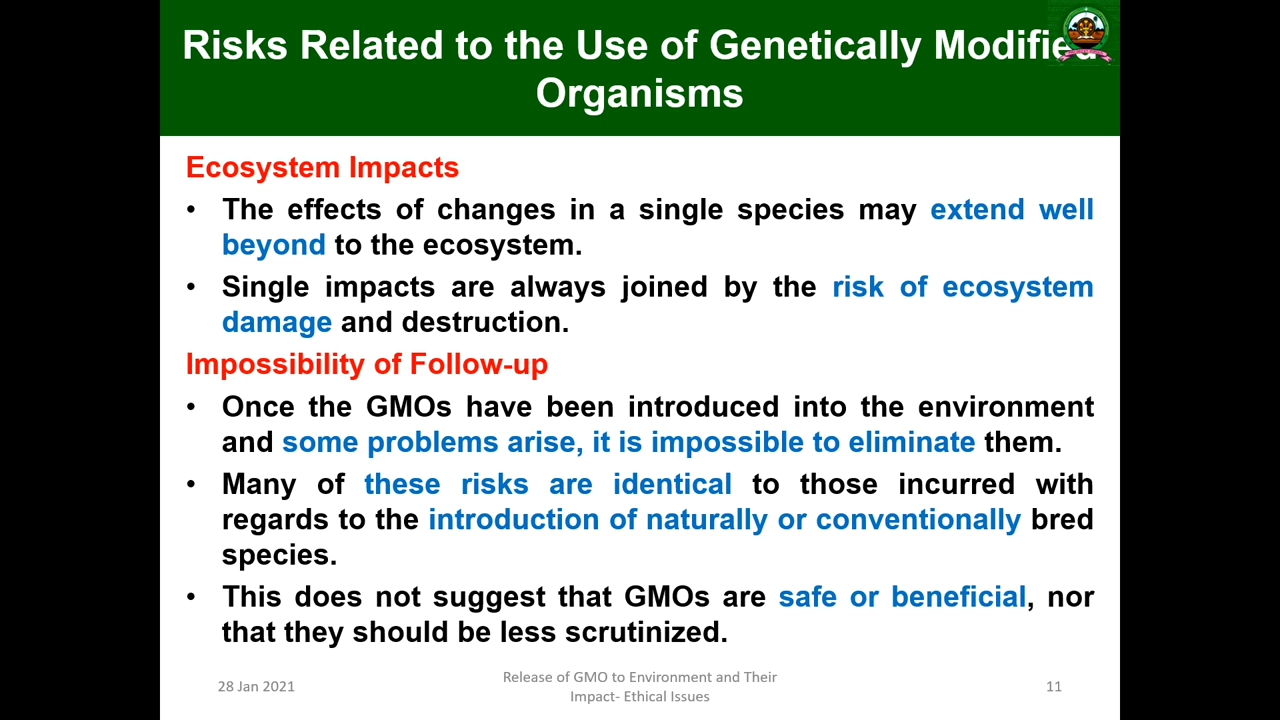 Risks Related to the Use of Genetically Modified
Organisms
Ecosystem Impacts
• The effects of changes in a single species may extend well
beyond to the ecosystem.
• Single impacts are always joined by the risk of ecosystem
damage and destruction.
Impossibility of Follow-up
• Once the GMOs have been introduced into the environment
and some problems arise, it is impossible to eliminate them.
• Many of these risks are identical to those incurred with
regards to the introduction of naturally or conventionally bred
species.
• This does not suggest that GMOs are safe or beneficial, nor
that they should be less scrutinized.
28 Jan 2021
Release of GMO to Environment and Their
Impact- Ethical Issues
11